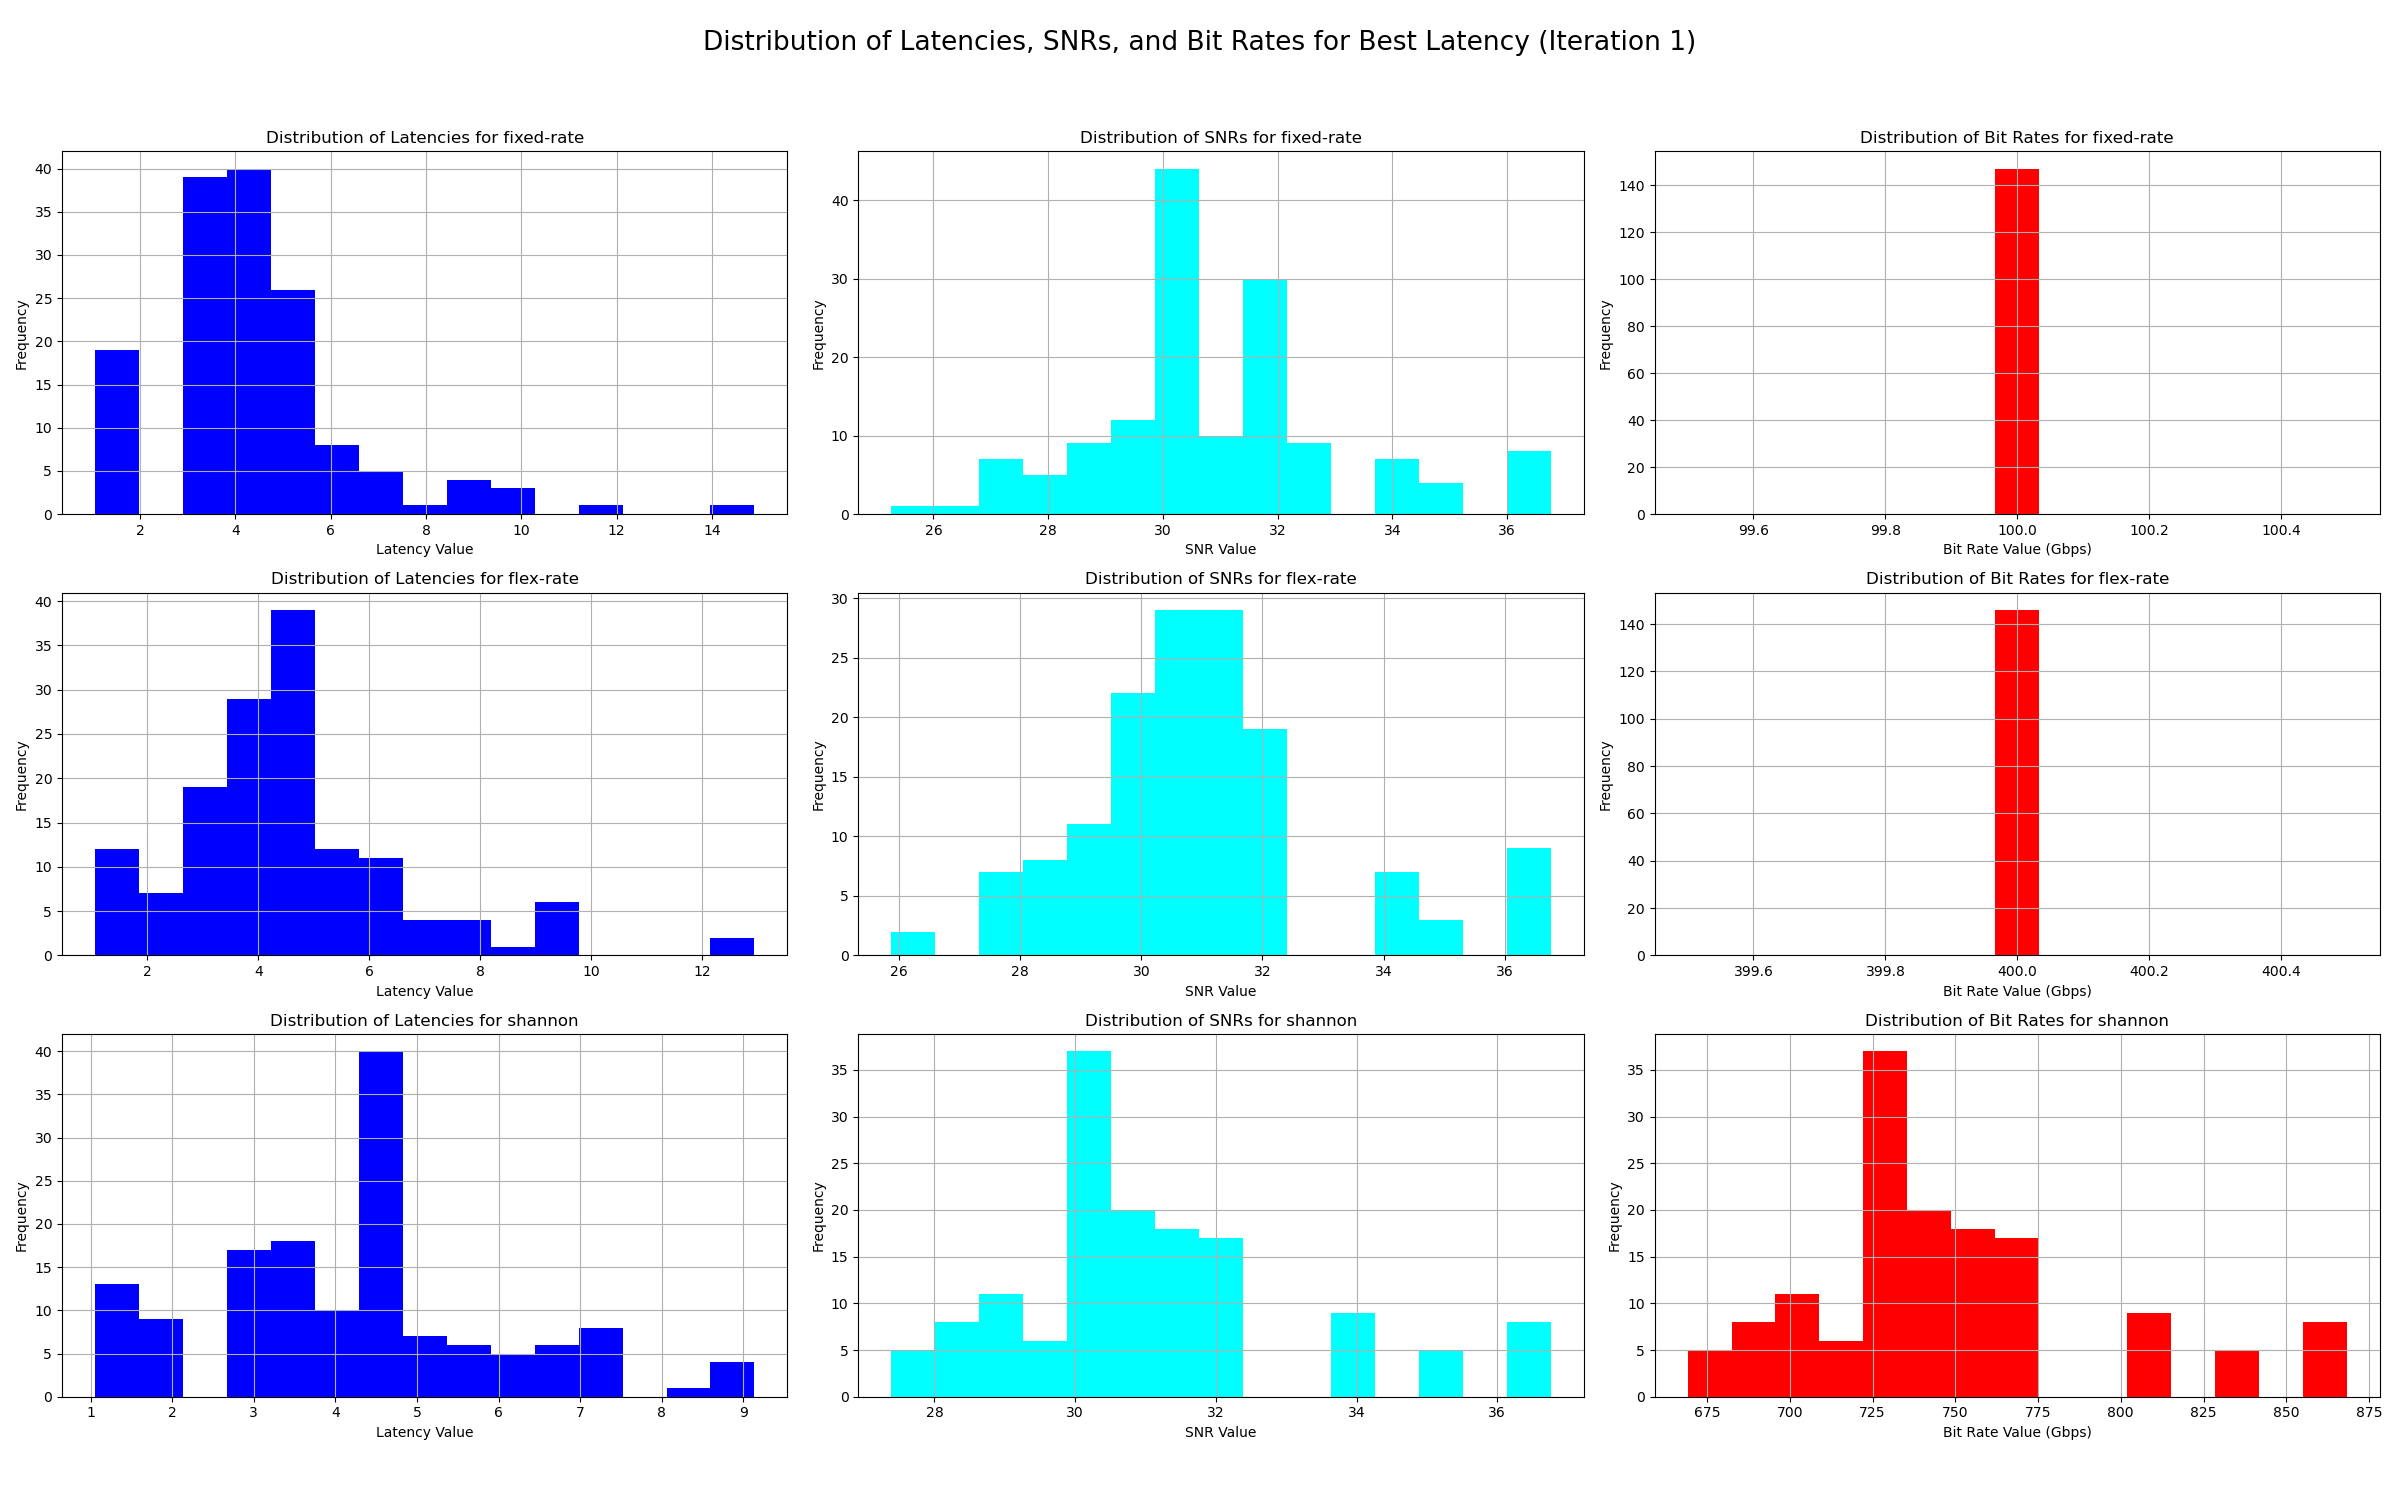 Distribution of Latencies, SNRs, and Bit Rates for Best Latency (Iteration 1)
Distribution of Latencies for fixed-rate
Frequency
40
35
30
25
20
15
10
5
0
2 4 6 8 10 12 14
Latency Value
Distribution of SNRs for fixed-rate
Frequency
40
30
20
10
0
26 28 30 32 34 36
SNR Value
Distribution of Bit Rates for fixed-rate
Frequency
140
120
100
80
60
40
20
0
99.6 99.8 100.0 100.2 100.4
Bit Rate Value (Gbps)
Distribution of Latencies for flex-rate
Frequency
40
35
30
25
20
15
10
5
0
2 4 6 8 10 12
Latency Value
Distribution of SNRs for flex-rate
Frequency
30
25
20
15
10
5
0
26 28 30 32 34 36
SNR Value
Distribution of Bit Rates for flex-rate
Frequency
140
120
100
80
60
40
20
0
399.6 399.8 400.0 400.2 400.4
Bit Rate Value (Gbps)
Distribution of Latencies for shannon
Frequency
40
35
30
25
20
15
10
5
0
1 2 3 4 5 6 7 8 9
Latency Value
Distribution of SNRs for shannon
Frequency
35
30
25
20
15
10
5
0
28 30 32 34 36
SNR Value
Distribution of Bit Rates for shannon
Frequency
35
30
25
20
15
10
5
0
675 700 725 750 775 800 825 850 875
Bit Rate Value (Gbps)